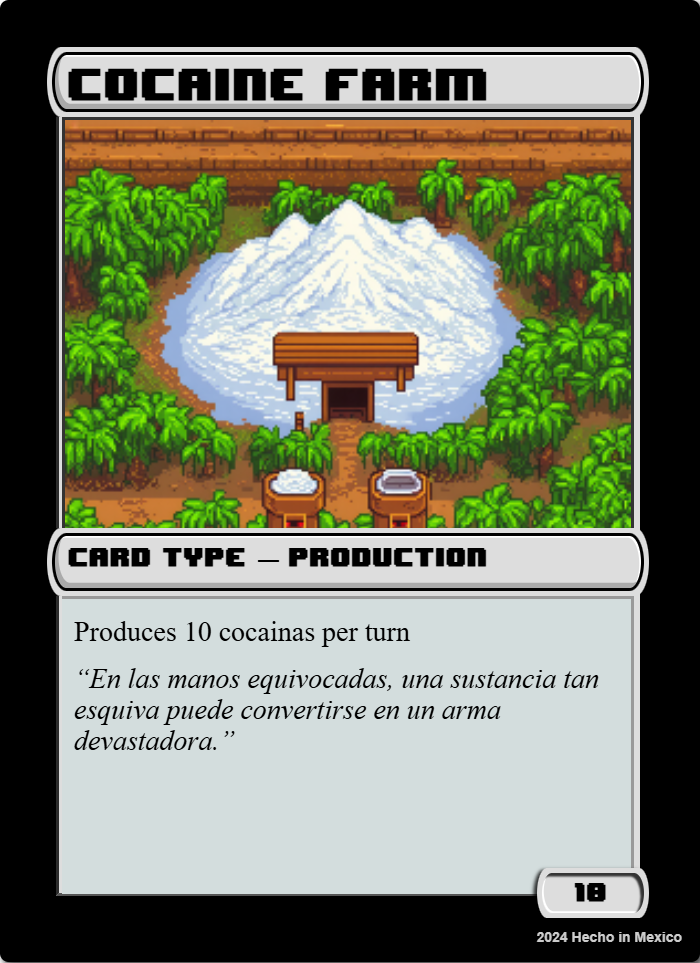 COCAINE FARM
CARD TYPE — PRODUCTION
Produces 10 cocainas per turn
“En las manos equivocadas, una sustancia tan
esquiva puede convertirse en un arma
devastadora.”
10
2024 Hecho in Mexico